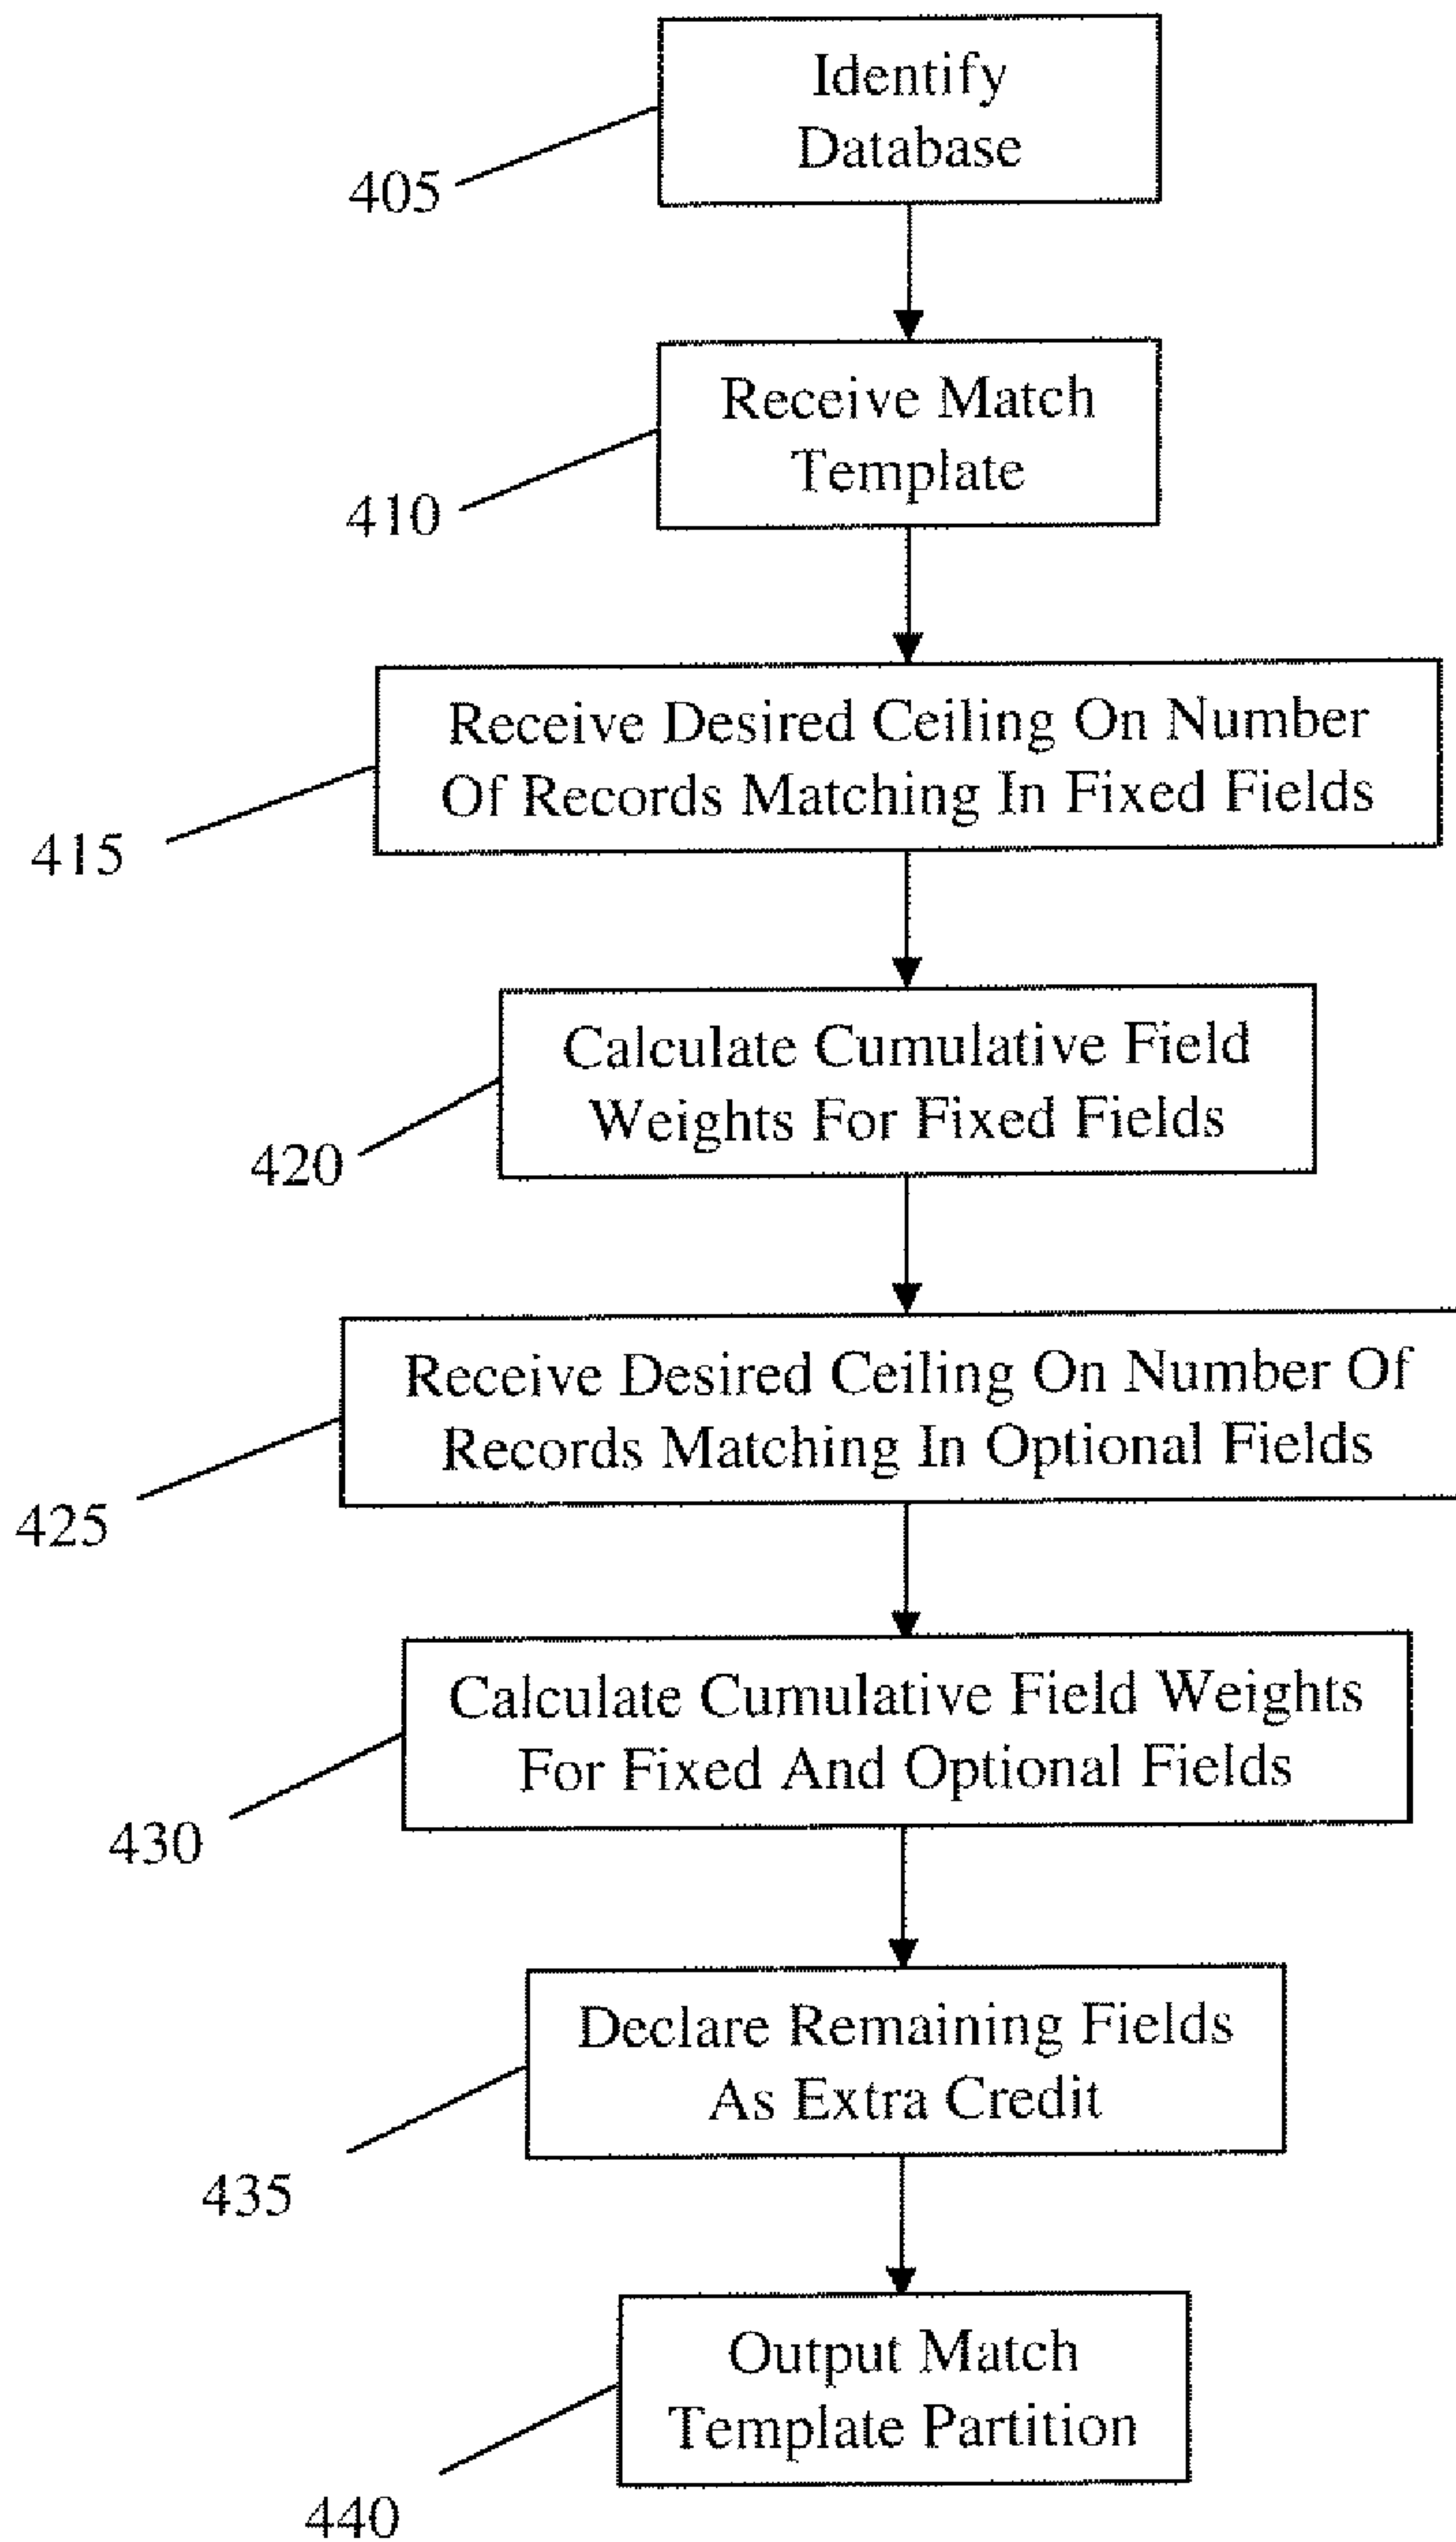 Identify
Database
405
Receive Match
Template
410
Receive Desired Ceiling On Number
Of Records Matching In Fixed Fields
415
Calculate Cumulative Field
Weights For Fixed Fields
420
Receive Desired Ceiling On Number Of
Records Matching In Optional Fields
425
Calculate Cumulative Field Weights
For Fixed And Optional Fields
430
Declare Remaining Fields
As Extra Credit
435
Output Match
Template Partition
440